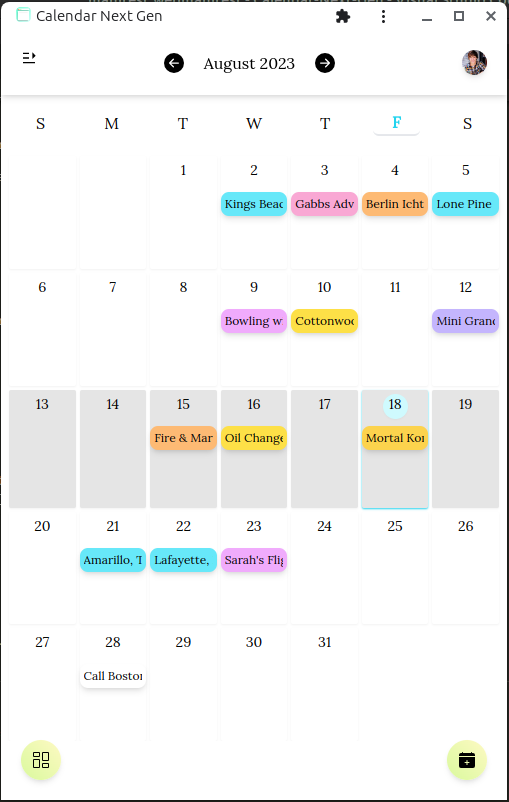 Calendar Next Gen
August 2023
S M T W T F S
1 2 3 4 5
Kings Beac Gabbs Adv Berlin Icht Lone Pine
6 7 8 9 10 11 12
Bowling w Cottonwoo Mini Grand
13 14 15 16 17 18 19
Fire & Mar Oil Change Mortal Kor
20 21 22 23 24 25 26
Amarillo, T Lafayette, Sarah's Flig
27 28 29 30 31
Call Boston